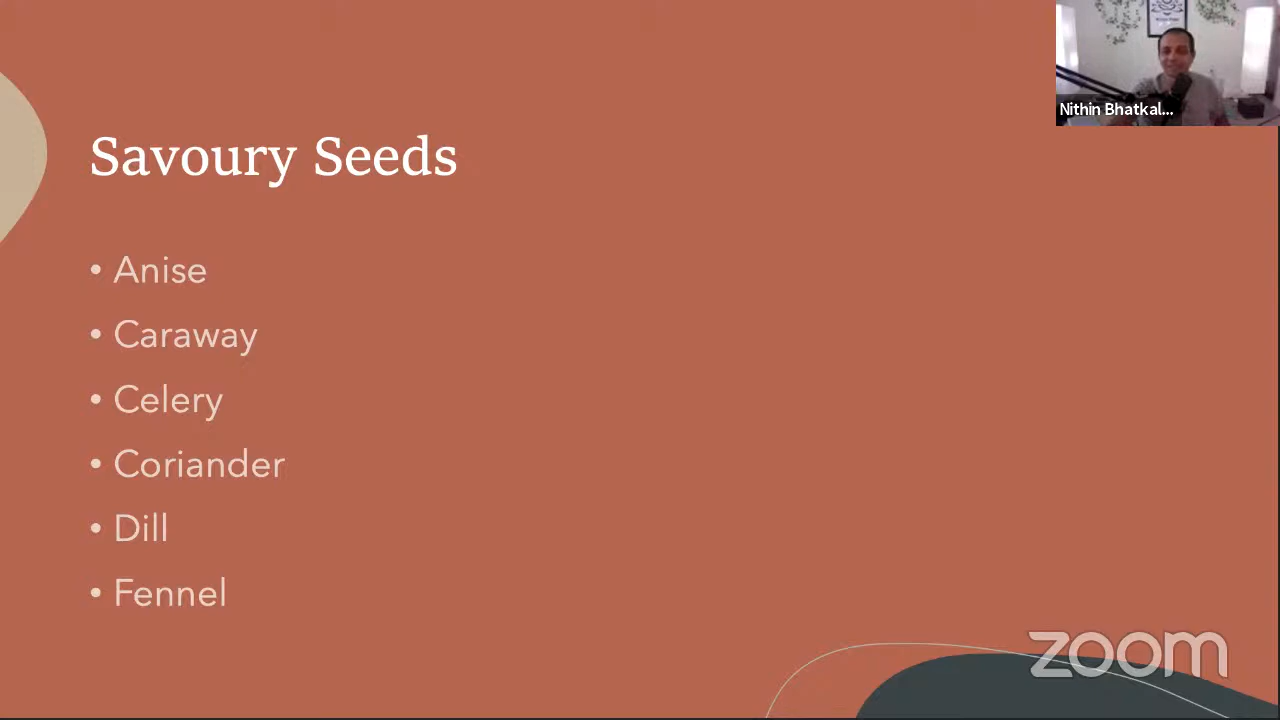 Nithin Bhatkal...
Savoury Seeds
• Anise
• Caraway
• Celery
• Coriander
• Dill
• Fennel
zoom